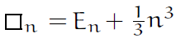 □ₙ = Eₙ + ⅓n³